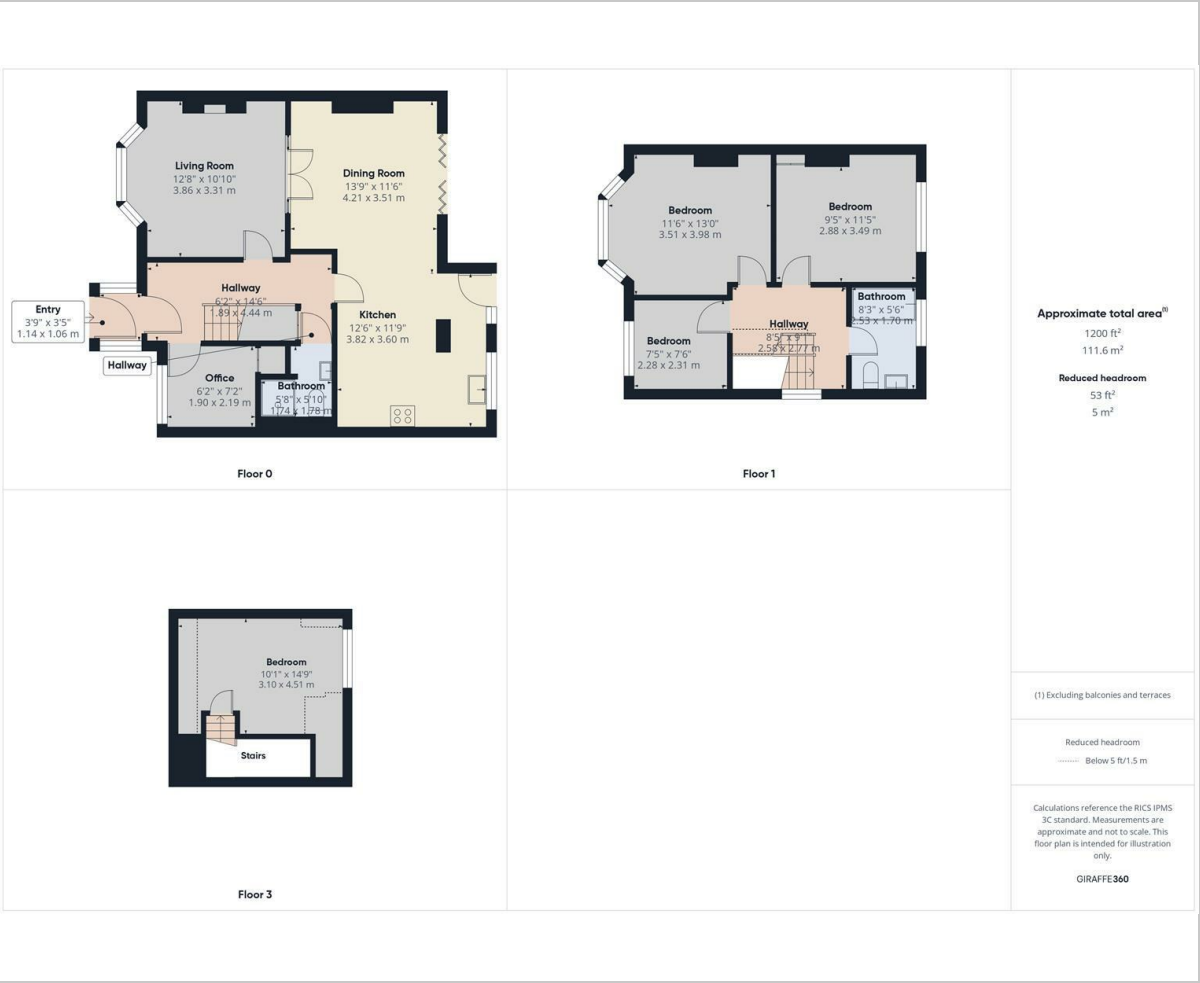 Living Room
12'8" x 10'10"
3.86 x 3.31 m
Dining Room
13'9" x 11'6"
4.21 x 3.51 m
Hallway
6'2" x 14'6"
1.89 x 4.44 m
Entry
3'9" x 3'5"
1.14 x 1.06 m
Hallway
Kitchen
12'6" x 11'9"
3.82 x 3.60 m
Office
6'2" x 7'2"
1.90 x 2.19 m
Bathroom
5'8" x 5'10"
1.74 x 1.78 m
Floor 0
Bedroom
11'6" x 13'0"
3.51 x 3.98 m
Bedroom
9'5" x 11'5"
2.88 x 3.49 m
Bathroom
8'3" x 5'6"
2.53 x 1.70 m
Hallway
8'5" x 9'1"
2.58 x 2.77 m
Bedroom
7'5" x 7'6"
2.28 x 2.31 m
Floor 1
Bedroom
10'1" x 14'9"
3.10 x 4.51 m
Stairs
Floor 3
Approximate total area(1)
1200 ft²
111.6 m²
Reduced headroom
53 ft²
5 m²
(1) Excluding balconies and terraces
Reduced headroom
Below 5 ft/1.5 m
Calculations reference the RICS IPMS
3C standard. Measurements are
approximate and not to scale. This
floor plan is intended for illustration
only.
GIRAFFE360